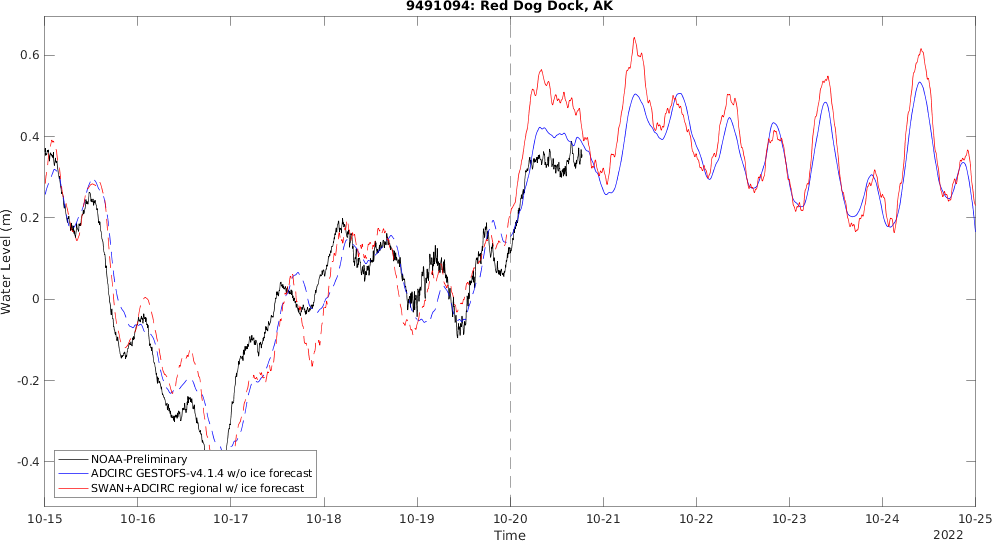 9491094: Red Dog Dock, AK
Water Level (m)
0.6
0.4
0.2
0
-0.2
-0.4
NOAA-Preliminary
ADCIRC GESTOFS-v4.1.4 w/o ice forecast
SWAN+ADCIRC regional w/ ice forecast
10-15 10-16 10-17 10-18 10-19 10-20 10-21 10-22 10-23 10-24 10-25
Time
2022